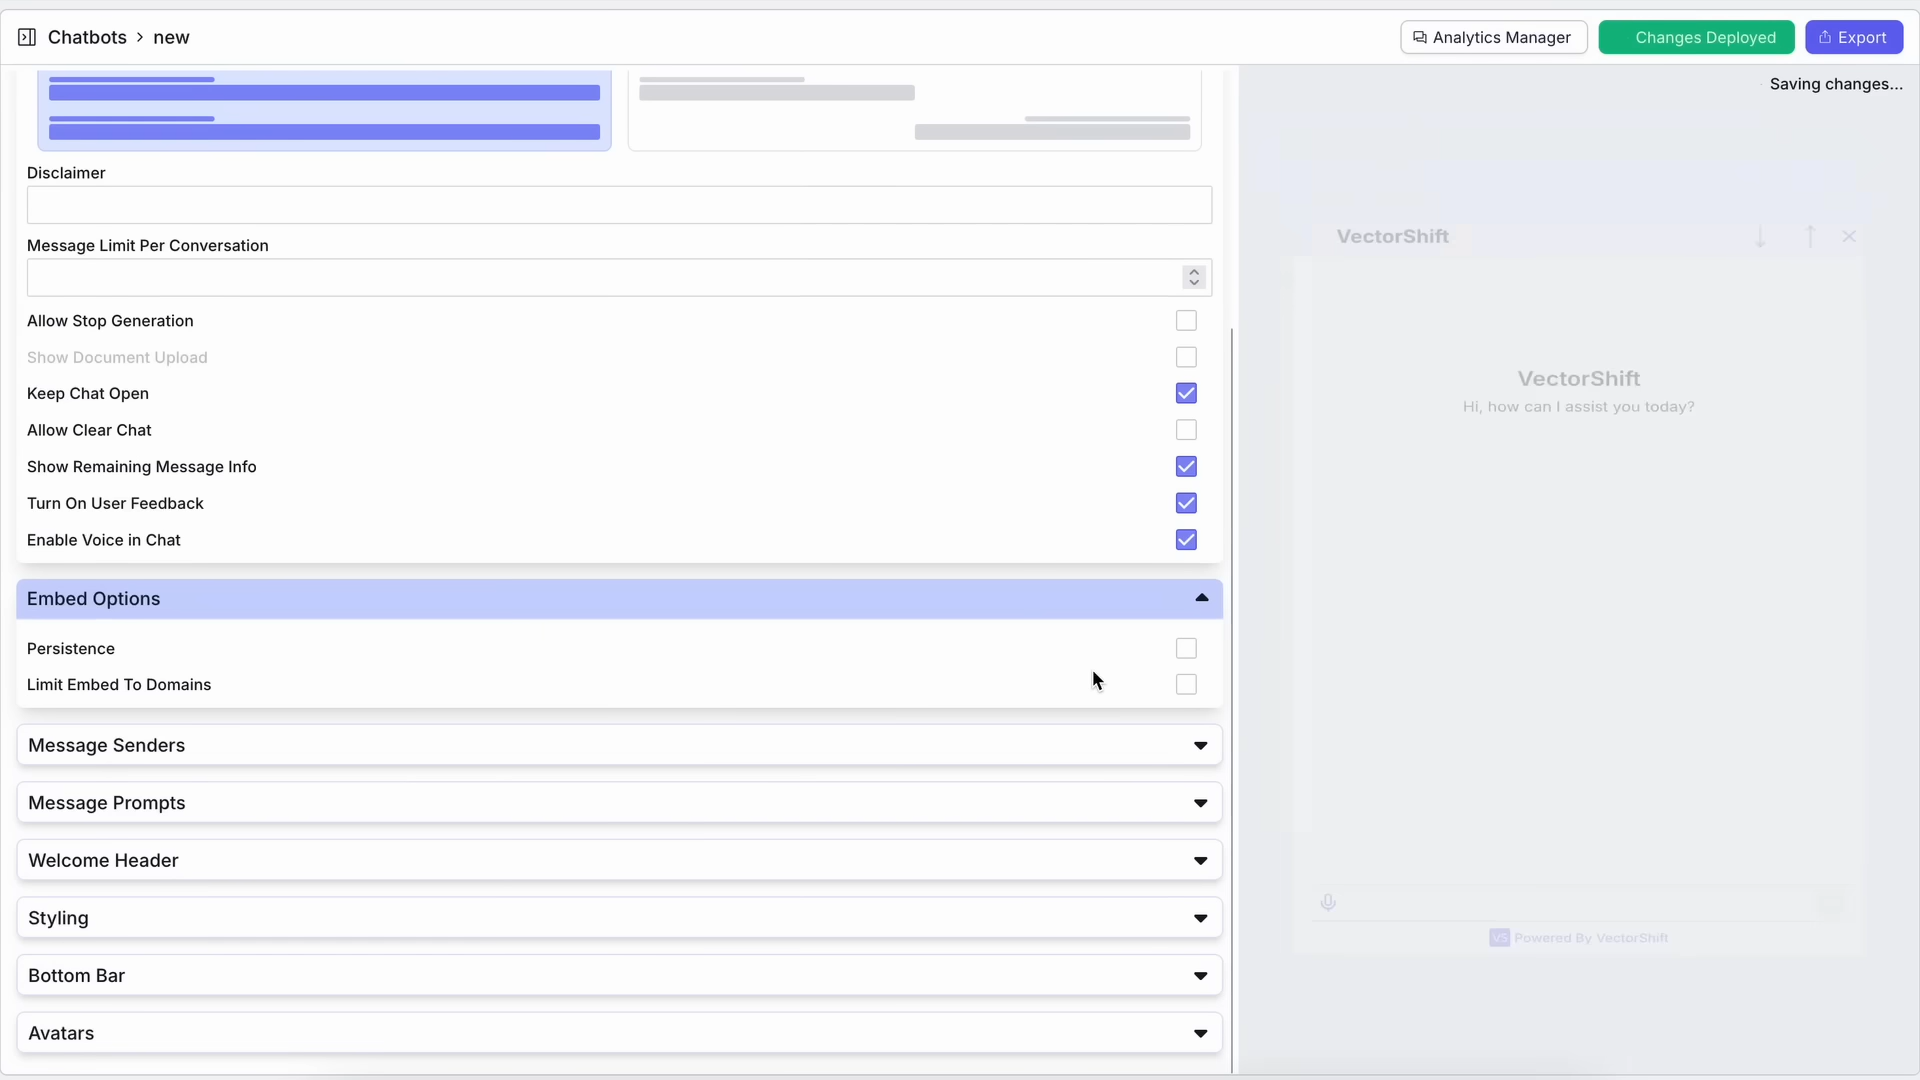 Chatbots > new
Analytics Manager
Changes Deployed
Export
Saving changes...
Disclaimer
Message Limit Per Conversation
Allow Stop Generation
Show Document Upload
Keep Chat Open
Allow Clear Chat
Show Remaining Message Info
Turn On User Feedback
Enable Voice in Chat
Embed Options
Persistence
Limit Embed To Domains
Message Senders
Message Prompts
Welcome Header
Styling
Bottom Bar
Avatars
VectorShift
VectorShift
Hi, how can I assist you today?
VS Powered By VectorShift